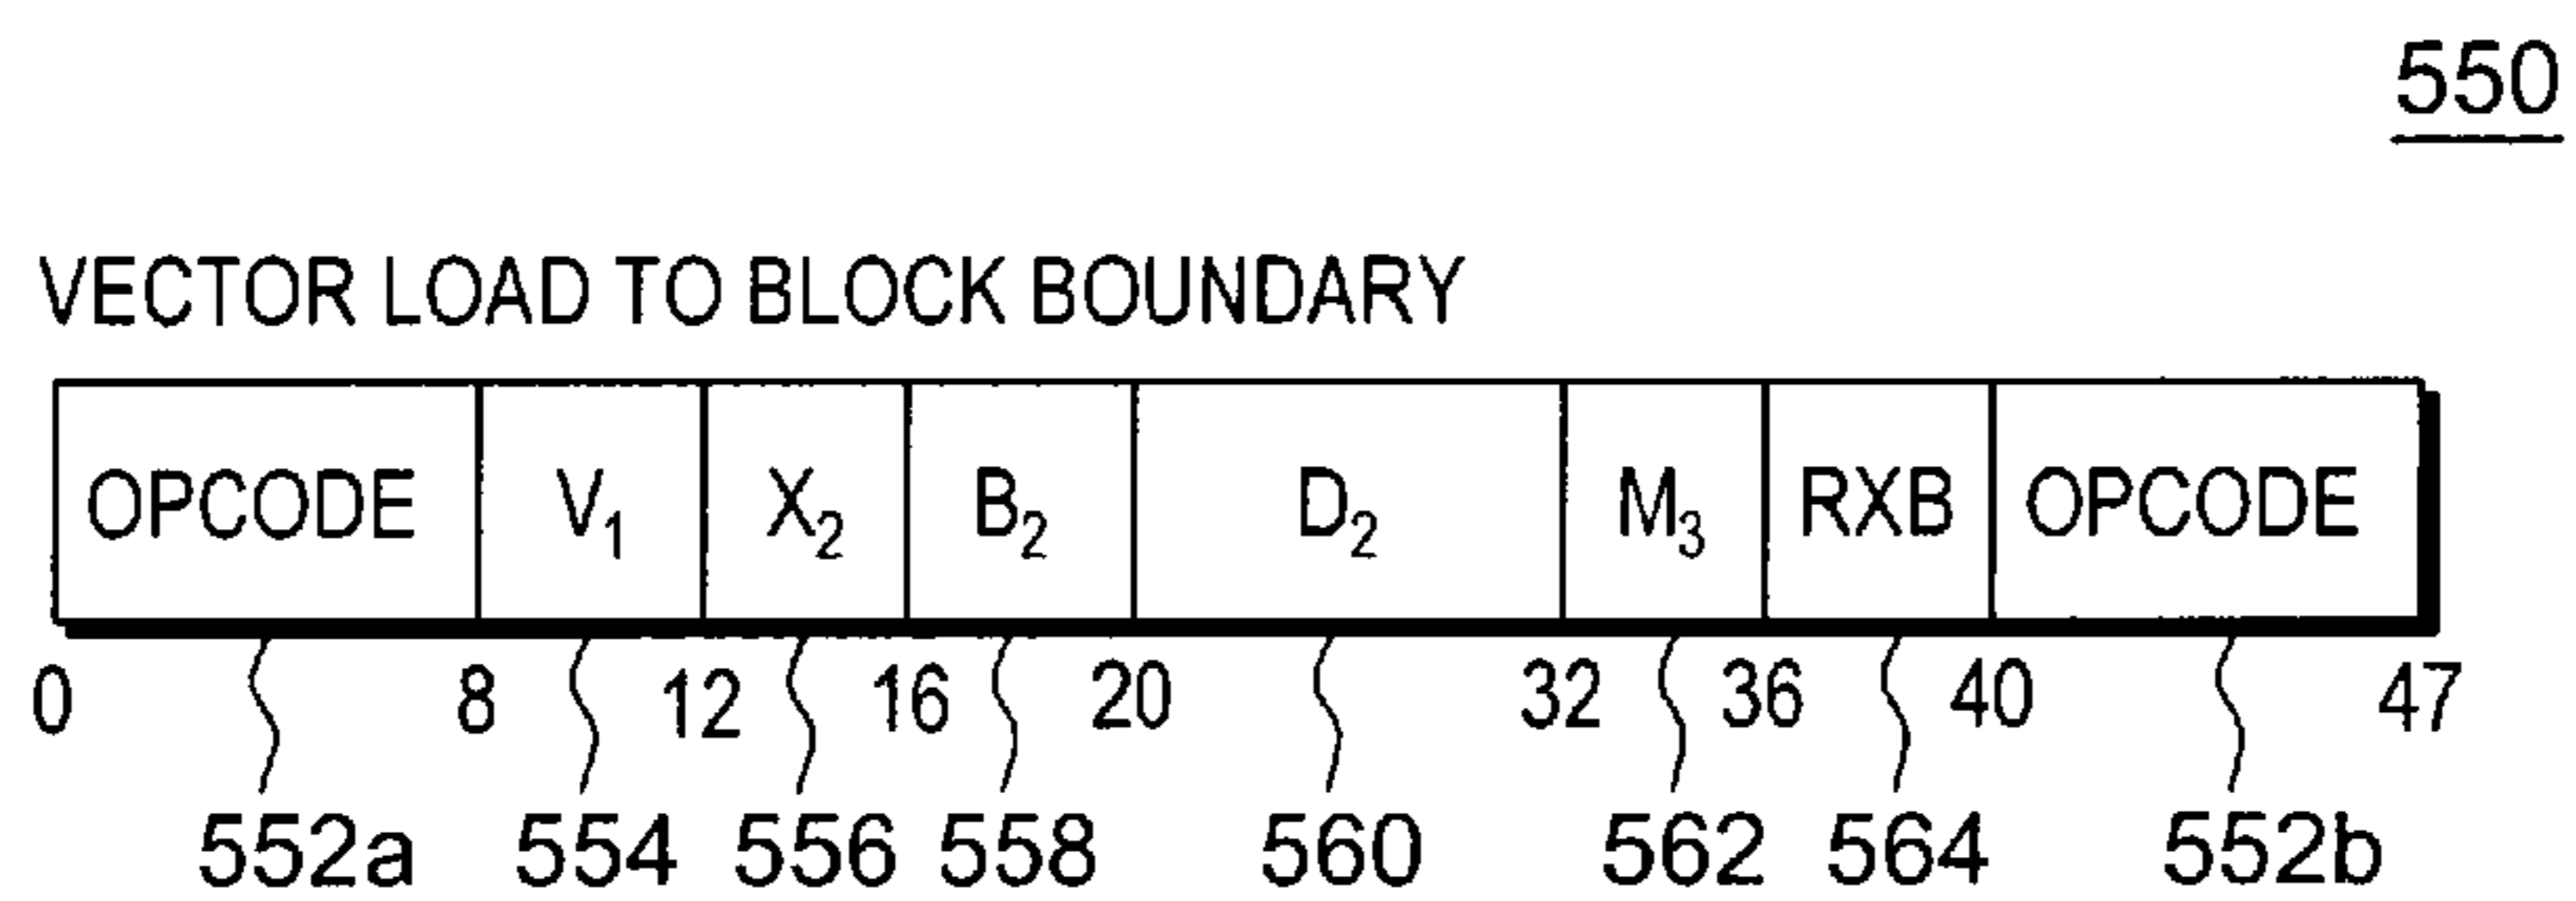 550
VECTOR LOAD TO BLOCK BOUNDARY
OPCODE V₁ X₂ B₂ D₂ M₃ RXB OPCODE
0 8 12 16 20 32 36 40 47
552a 554 556 558 560 562 564 552b